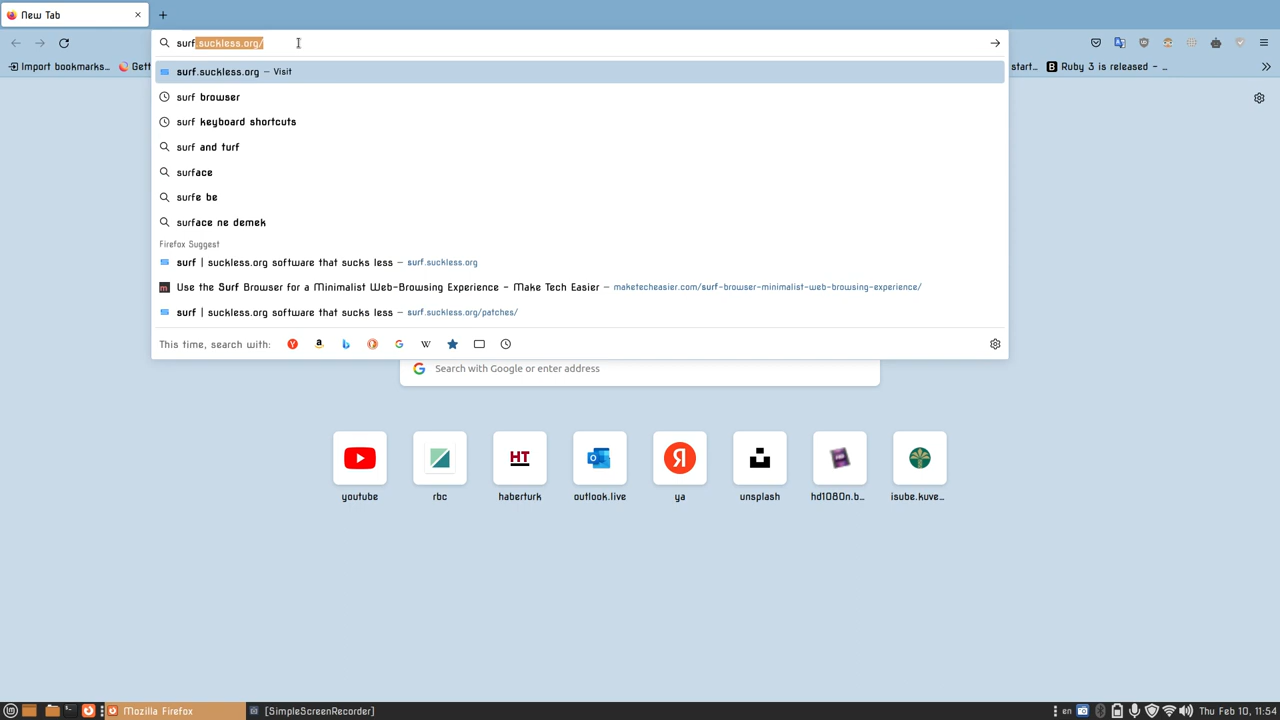 New Tab
surf.suckless.org/
Import bookmarks...
Gett
start...
Ruby 3 is released - ...
surf.suckless.org — Visit
surf browser
surf keyboard shortcuts
surf and turf
surface
surfe be
surface ne demek
Firefox Suggest
surf | suckless.org software that sucks less — surf.suckless.org
Use the Surf Browser for a Minimalist Web-Browsing Experience - Make Tech Easier — maketecheasier.com/surf-browser-minimalist-web-browsing-experience/
surf | suckless.org software that sucks less — surf.suckless.org/patches/
This time, search with:
Search with Google or enter address
HT
youtube
rbc
haberturk
outlook.live
ya
unsplash
hd1080n.b...
isube.kuve...
Mozilla Firefox
[SimpleScreenRecorder]
en
Thu Feb 10, 11:54